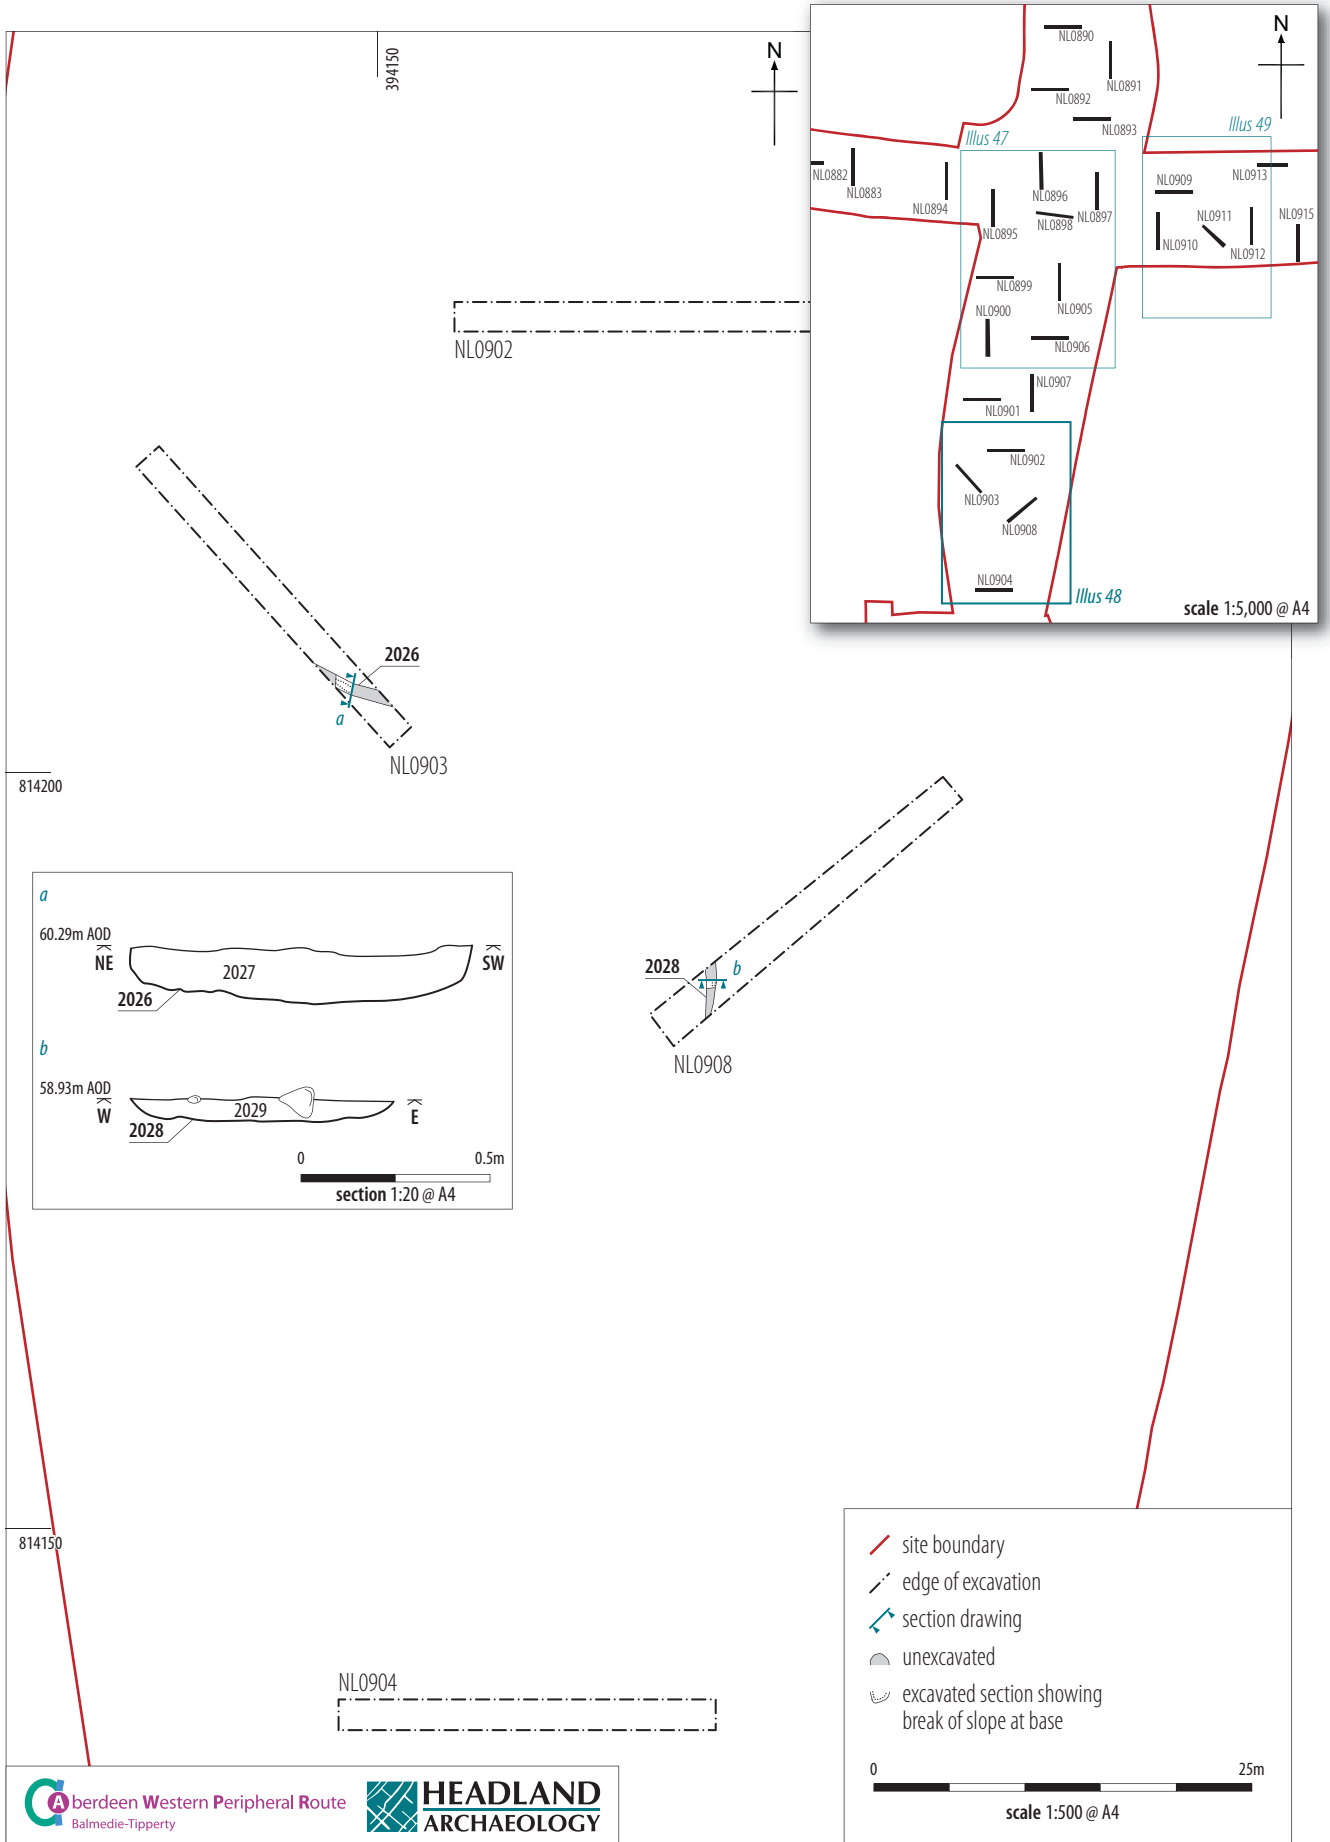 394150
N
NL0902
2026
a
NL0903
814200
2028
b
NL0908
814150
NL0904
N
NL0890
NL0891
NL0892
NL0893
Illus 47
Illus 49
NL0882
NL0883
NL0894
NL0895
NL0896
NL0897
NL0898
NL0899
NL0900
NL0905
NL0906
NL0907
NL0901
NL0909
NL0913
NL0911
NL0915
NL0910
NL0912
NL0902
NL0903
NL0908
NL0904
Illus 48
scale 1:5,000 @ A4
a
60.29m AOD
NE
SW
2027
2026
b
58.93m AOD
W
E
2029
2028
0 0.5m
section 1:20 @ A4
site boundary
edge of excavation
section drawing
unexcavated
excavated section showing
break of slope at base
0 25m
scale 1:500 @ A4
Aberdeen Western Peripheral Route
Balmedie-Tipperty
HEADLAND
ARCHAEOLOGY